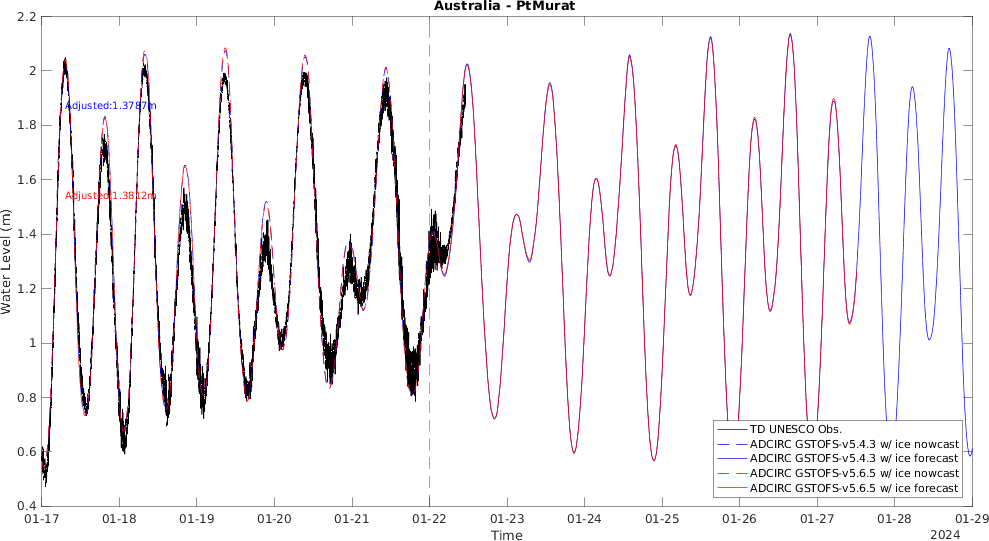 Australia - PtMurat
2.2
2
1.8
1.6
1.4
1.2
1
0.8
0.6
0.4
Water Level (m)
Adjusted:1.3787m
Adjusted:1.3812m
TD UNESCO Obs.
ADCIRC GSTOFS-v5.4.3 w/ ice nowcast
ADCIRC GSTOFS-v5.4.3 w/ ice forecast
ADCIRC GSTOFS-v5.6.5 w/ ice nowcast
ADCIRC GSTOFS-v5.6.5 w/ ice forecast
01-17 01-18 01-19 01-20 01-21 01-22 01-23 01-24 01-25 01-26 01-27 01-28 01-29
Time
2024